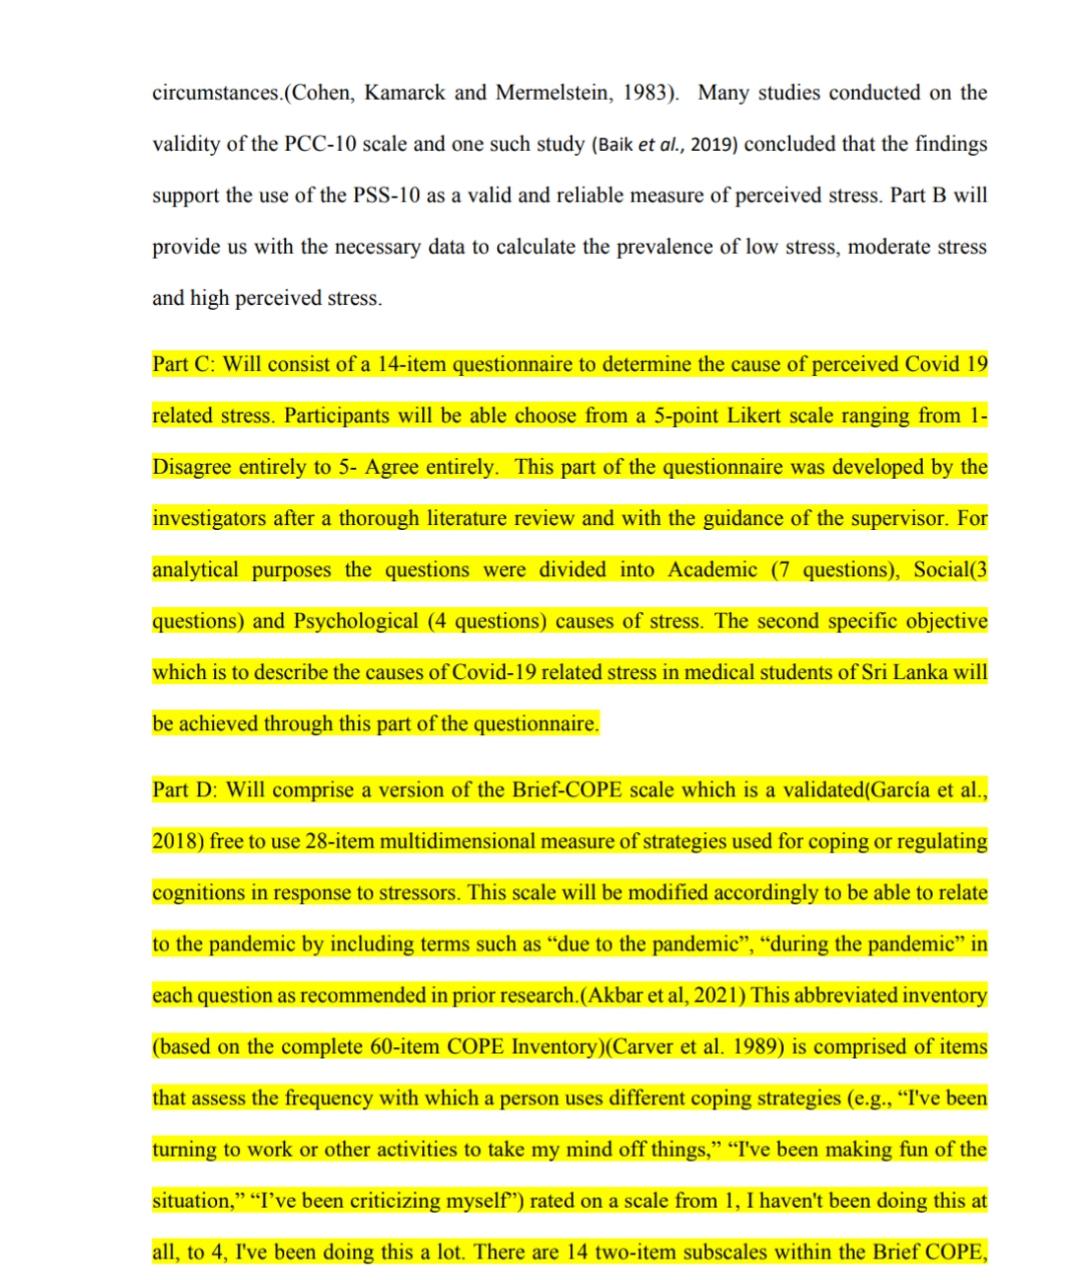 circumstances.(Cohen, Kamarck and Mermelstein, 1983).  Many studies conducted on the
validity of the PCC-10 scale and one such study (Baik et al., 2019) concluded that the findings
support the use of the PSS-10 as a valid and reliable measure of perceived stress. Part B will
provide us with the necessary data to calculate the prevalence of low stress, moderate stress
and high perceived stress.
Part C: Will consist of a 14-item questionnaire to determine the cause of perceived Covid 19
related stress. Participants will be able choose from a 5-point Likert scale ranging from 1-
Disagree entirely to 5- Agree entirely.  This part of the questionnaire was developed by the
investigators after a thorough literature review and with the guidance of the supervisor. For
analytical purposes the questions were divided into Academic (7 questions), Social(3
questions) and Psychological (4 questions) causes of stress. The second specific objective
which is to describe the causes of Covid-19 related stress in medical students of Sri Lanka will
be achieved through this part of the questionnaire.
Part D: Will comprise a version of the Brief-COPE scale which is a validated(García et al.,
2018) free to use 28-item multidimensional measure of strategies used for coping or regulating
cognitions in response to stressors. This scale will be modified accordingly to be able to relate
to the pandemic by including terms such as “due to the pandemic”, “during the pandemic” in
each question as recommended in prior research.(Akbar et al, 2021) This abbreviated inventory
(based on the complete 60-item COPE Inventory)(Carver et al. 1989) is comprised of items
that assess the frequency with which a person uses different coping strategies (e.g., “I've been
turning to work or other activities to take my mind off things,” “I've been making fun of the
situation,” “I’ve been criticizing myself”) rated on a scale from 1, I haven't been doing this at
all, to 4, I've been doing this a lot. There are 14 two-item subscales within the Brief COPE,